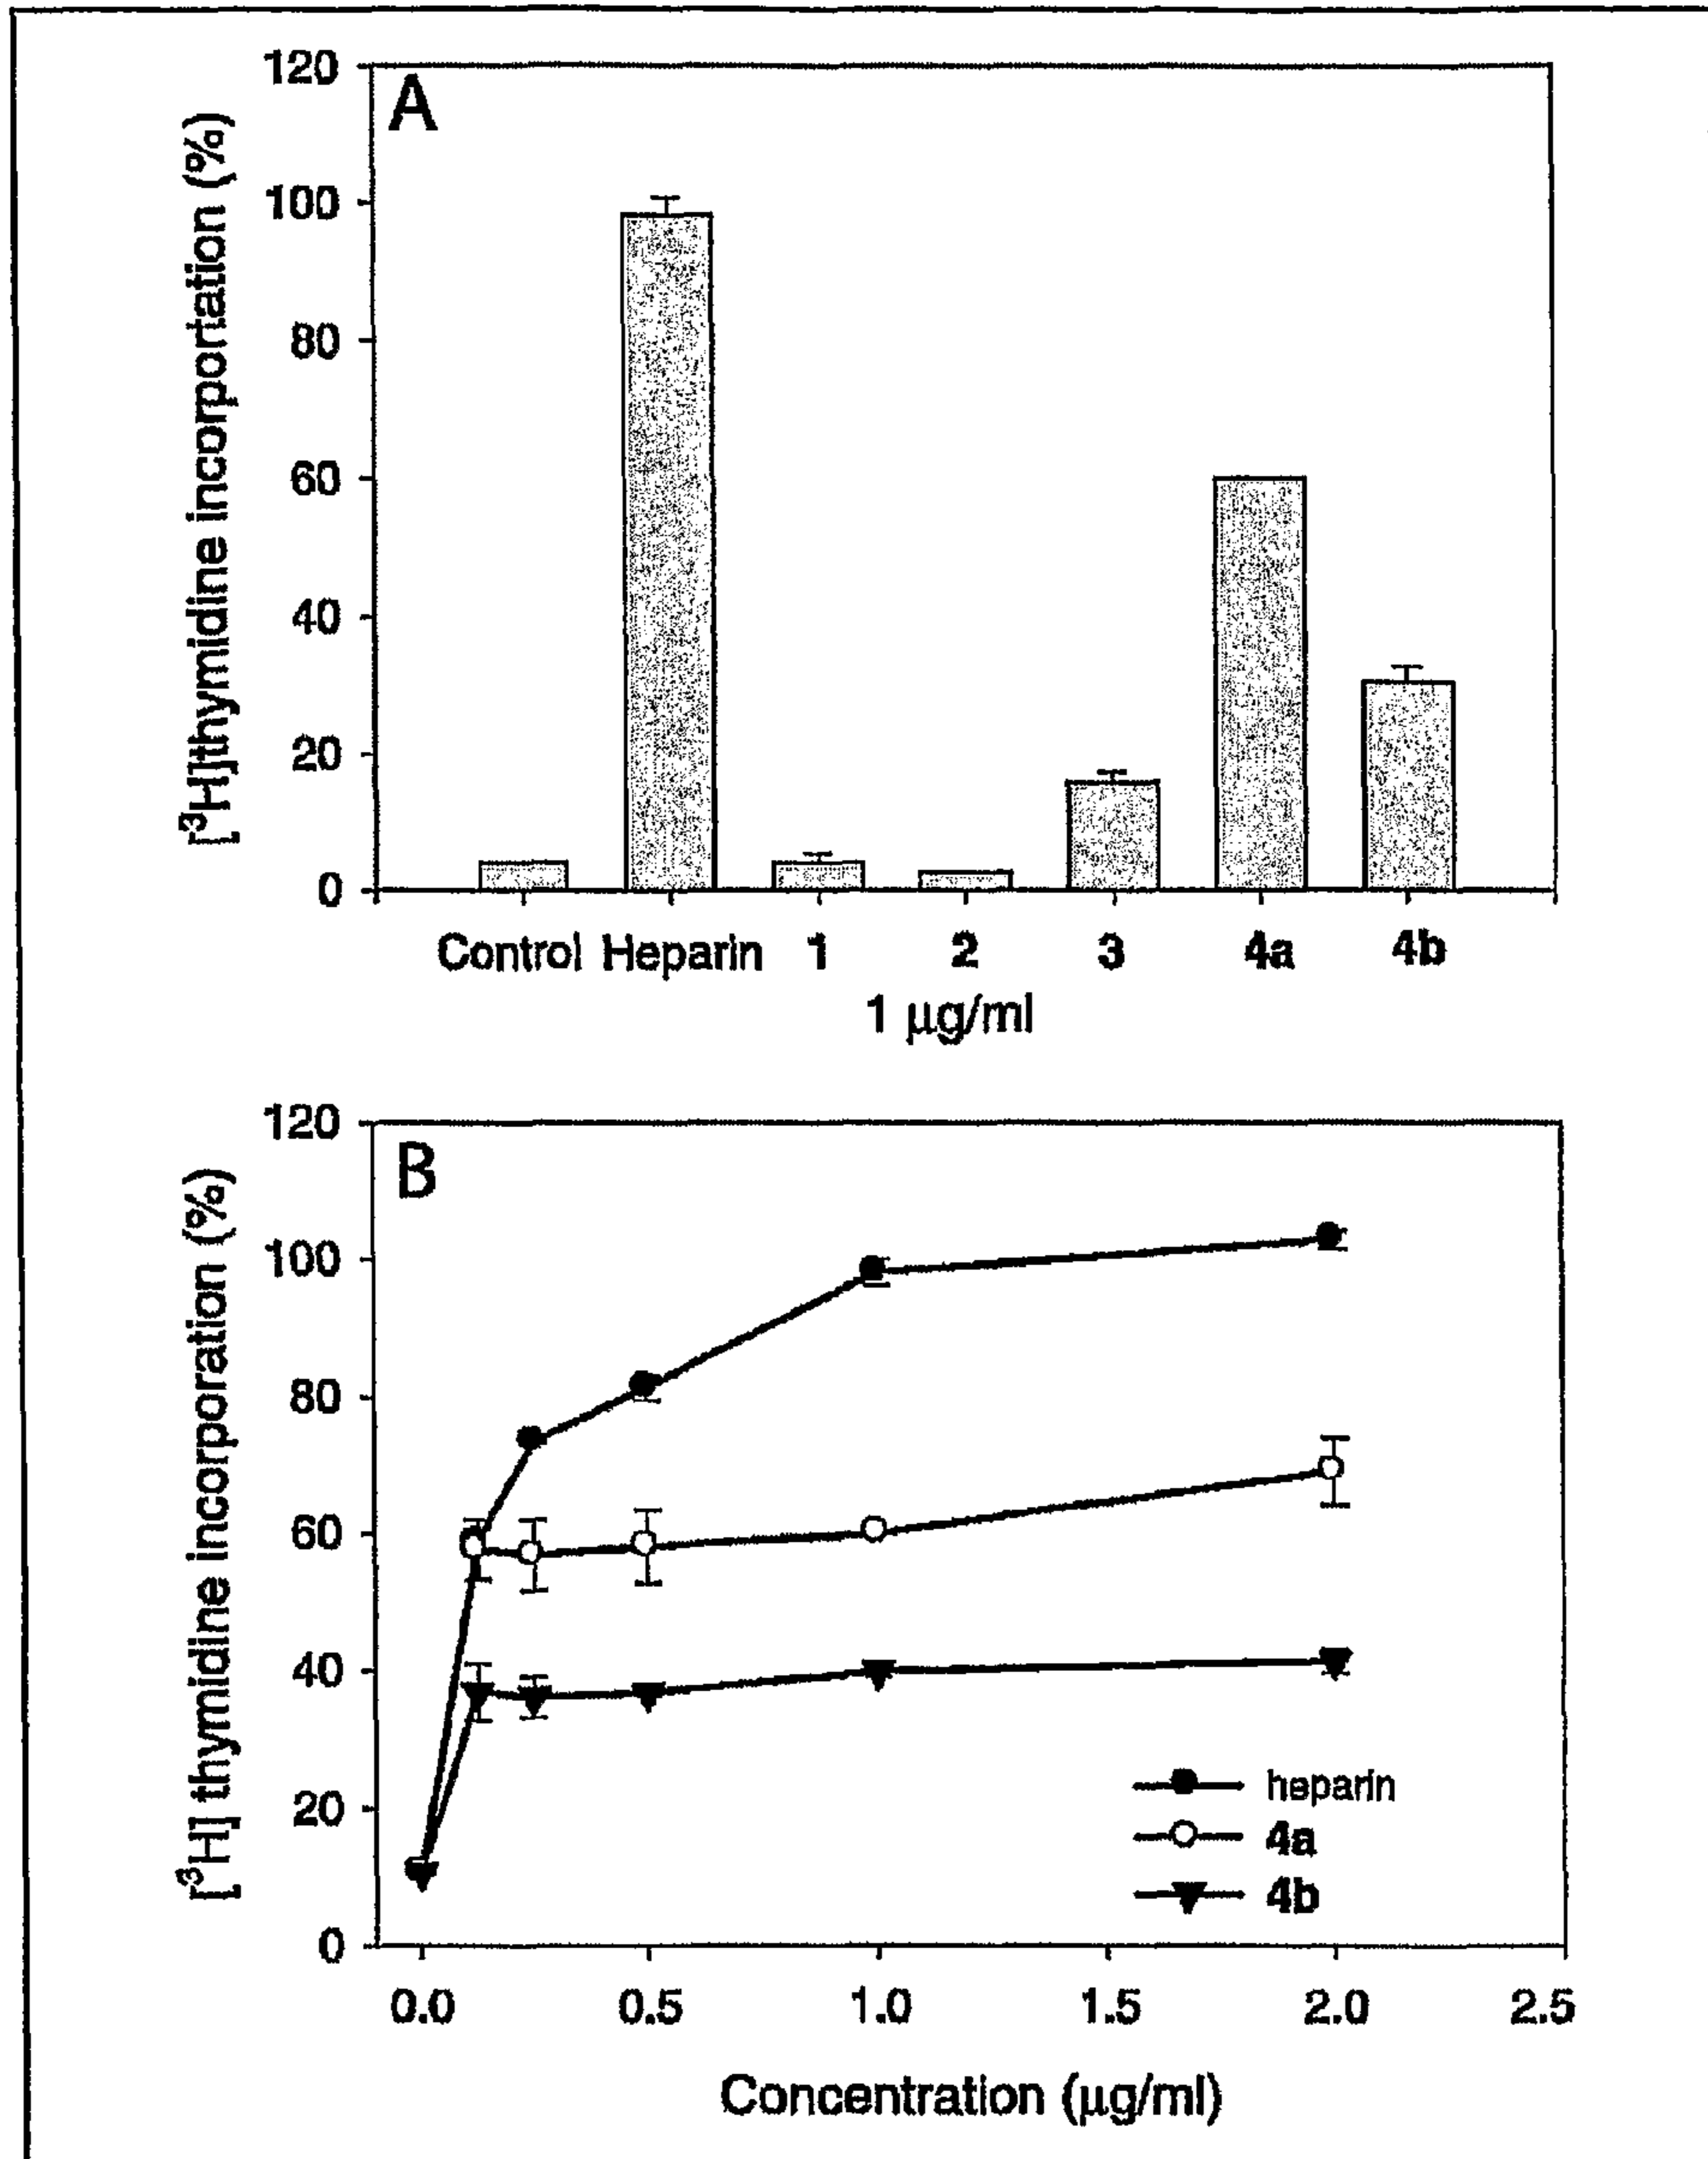 A
[³H]thymidine incorportation (%)
120
100
80
60
40
20
0
Control Heparin 1 2 3 4a 4b
1 µg/ml
B
[³H] thymidine incorporation (%)
120
100
80
60
40
20
0
heparin
4a
4b
0.0 0.5 1.0 1.5 2.0 2.5
Concentration (µg/ml)